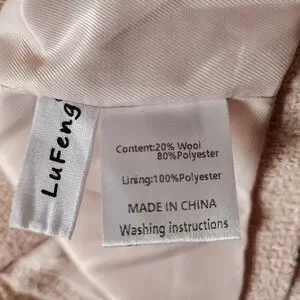 LuFeng
Content:20% Wool
80%Polyester
Lining:100%Polyester
MADE IN CHINA
Washing instructions